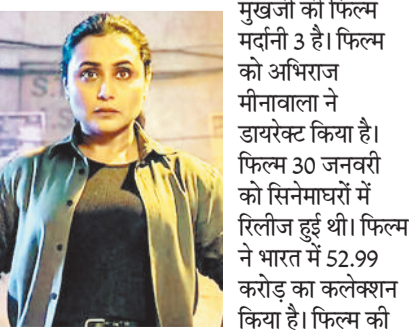 मुखर्जी की फिल्म
मर्दानी 3 है। फिल्म
को अभिराज
मीनावाला ने
डायरेक्ट किया है।
फिल्म 30 जनवरी
को सिनेमाघरों में
रिलीज हुई थी। फिल्म
ने भारत में 52.99
करोड़ का कलेक्शन
किया है। फिल्म की